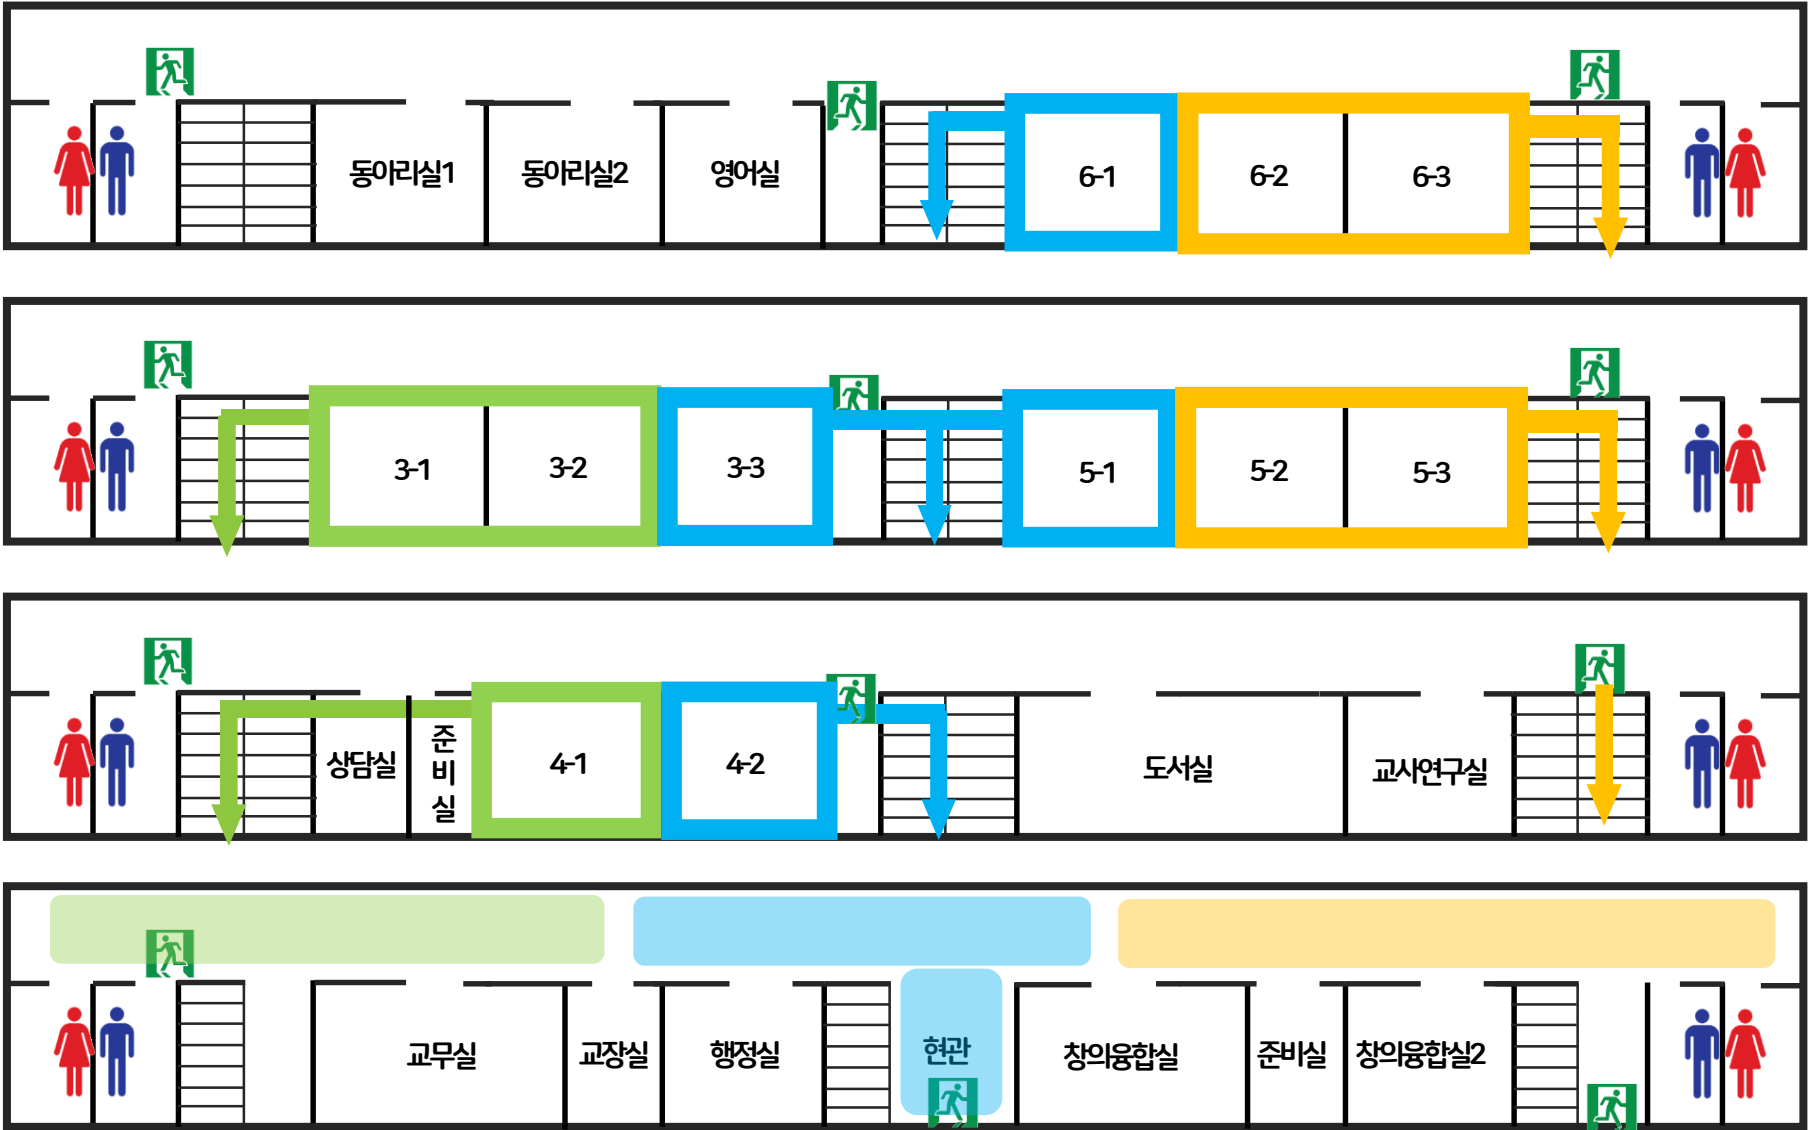 동아리실1 동아리실2 영어실 6-1 6-2 6-3
3-1 3-2 3-3 5-1 5-2 5-3
상담실 준비실 4-1 4-2 도서실 교사연구실
교무실 교장실 행정실 현관 창의융합실 준비실 창의융합실2